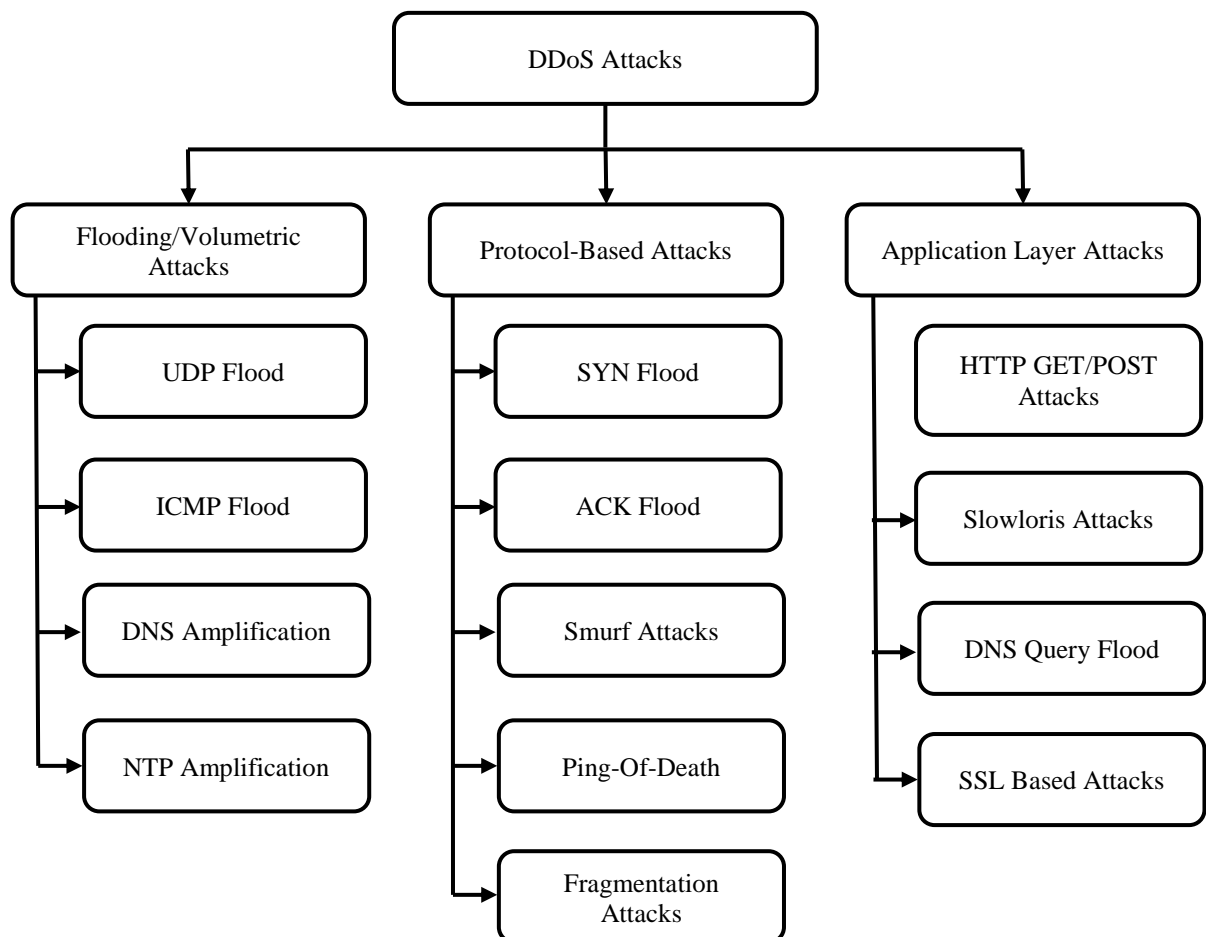 DDoS Attacks
Flooding/Volumetric
Attacks
Protocol-Based Attacks
Application Layer Attacks
UDP Flood
ICMP Flood
DNS Amplification
NTP Amplification
SYN Flood
ACK Flood
Smurf Attacks
Ping-Of-Death
Fragmentation
Attacks
HTTP GET/POST
Attacks
Slowloris Attacks
DNS Query Flood
SSL Based Attacks